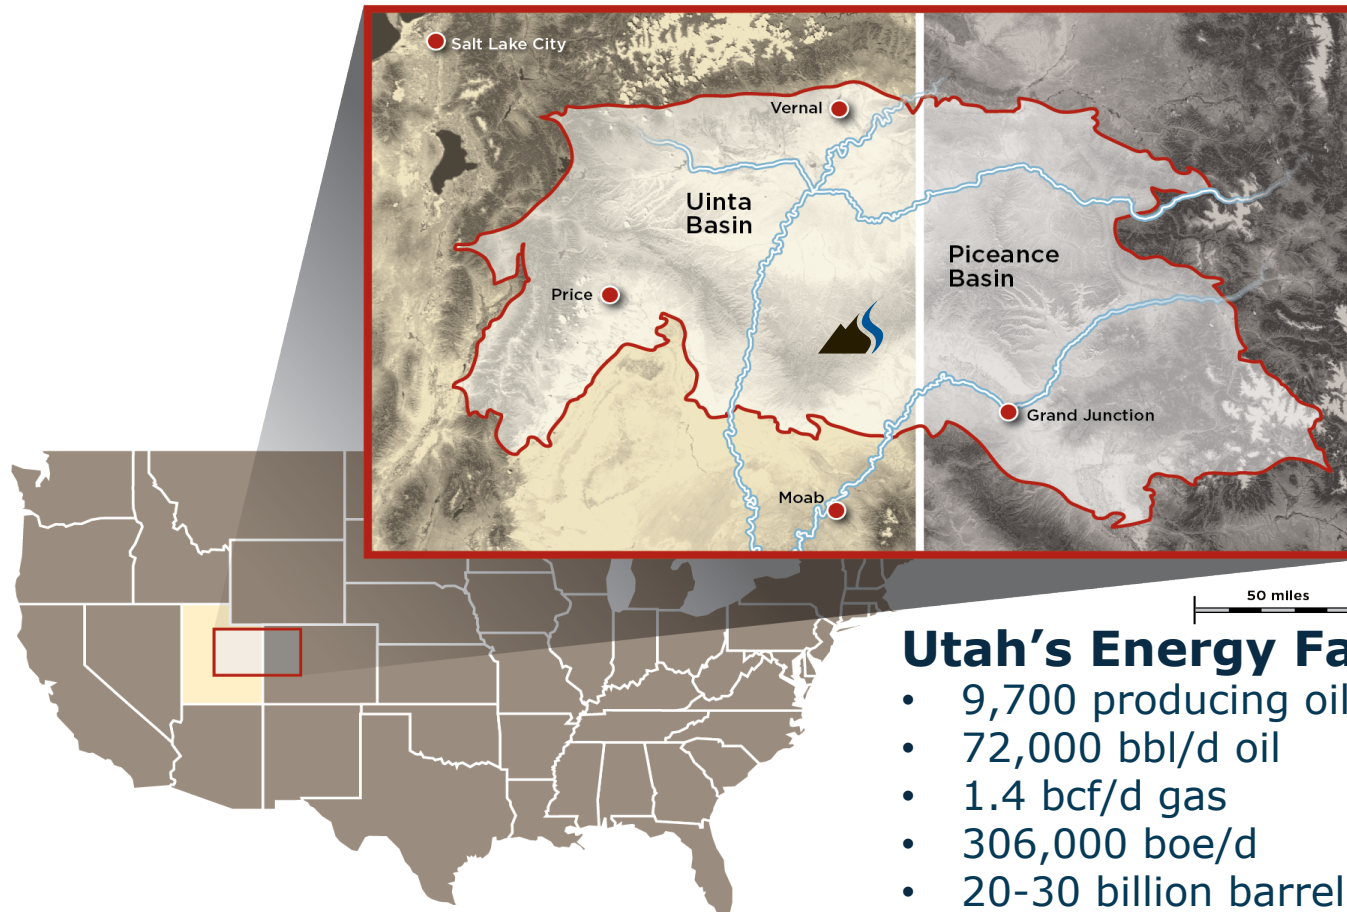 Salt Lake City
Vernal
Uinta
Basin
Piceance
Basin
Price
Grand Junction
Moab
50 miles
Utah’s Energy Fa
• 9,700 producing oil
• 72,000 bbl/d oil
• 1.4 bcf/d gas
• 306,000 boe/d
• 20-30 billion barrel